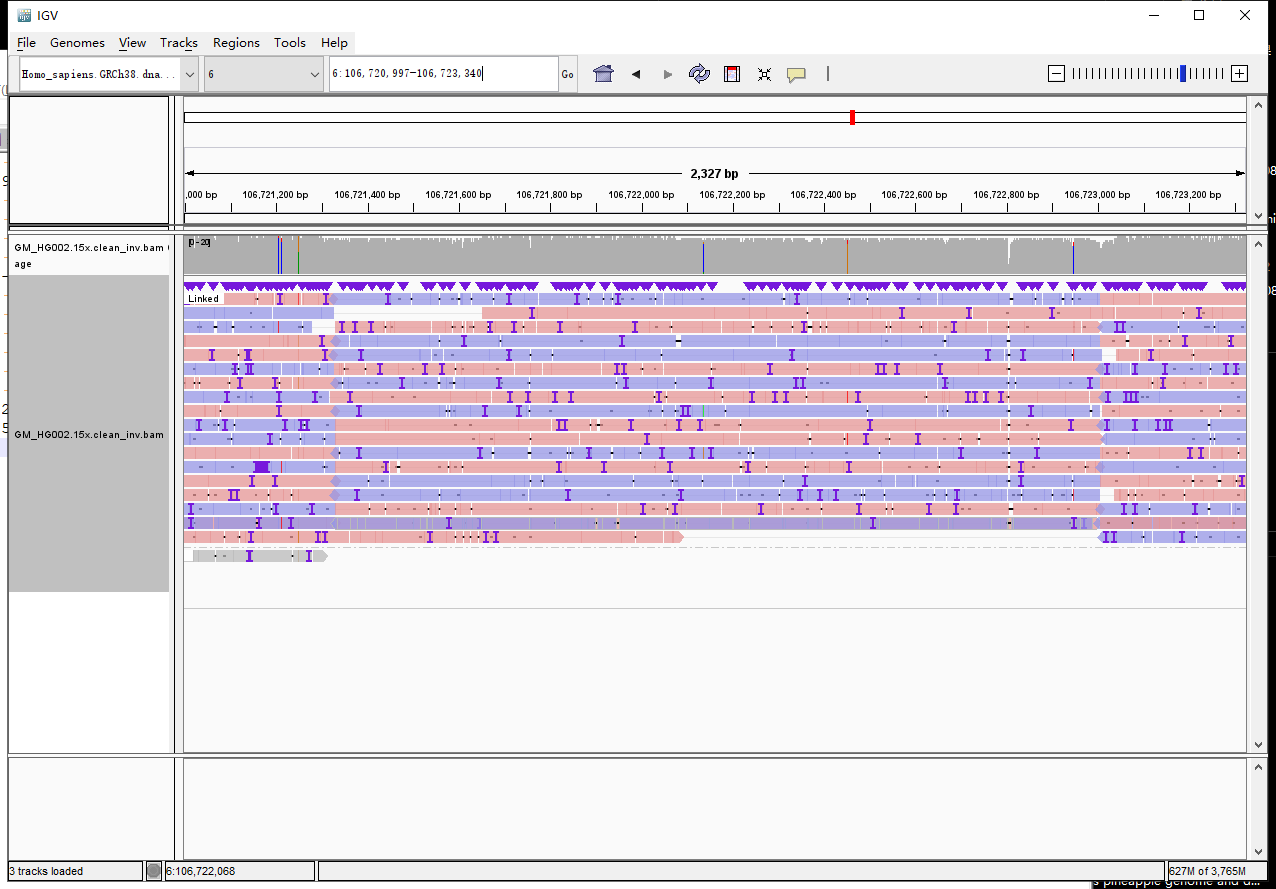 IGV
File Genomes View Tracks Regions Tools Help
Homo_sapiens.GRCh38.dna... 6 6:106,720,997-106,723,340 Go
2,327 bp
,000 bp 106,721,200 bp 106,721,400 bp 106,721,600 bp 106,721,800 bp 106,722,000 bp 106,722,200 bp 106,722,400 bp 106,722,600 bp 106,722,800 bp 106,723,000 bp 106,723,200 bp
[0-20]
GM_HG002.15x.clean_inv.bam
age
Linked
GM_HG002.15x.clean_inv.bam
3 tracks loaded 6:106,722,068 627M of 3,765M
s pineapple genome and d...